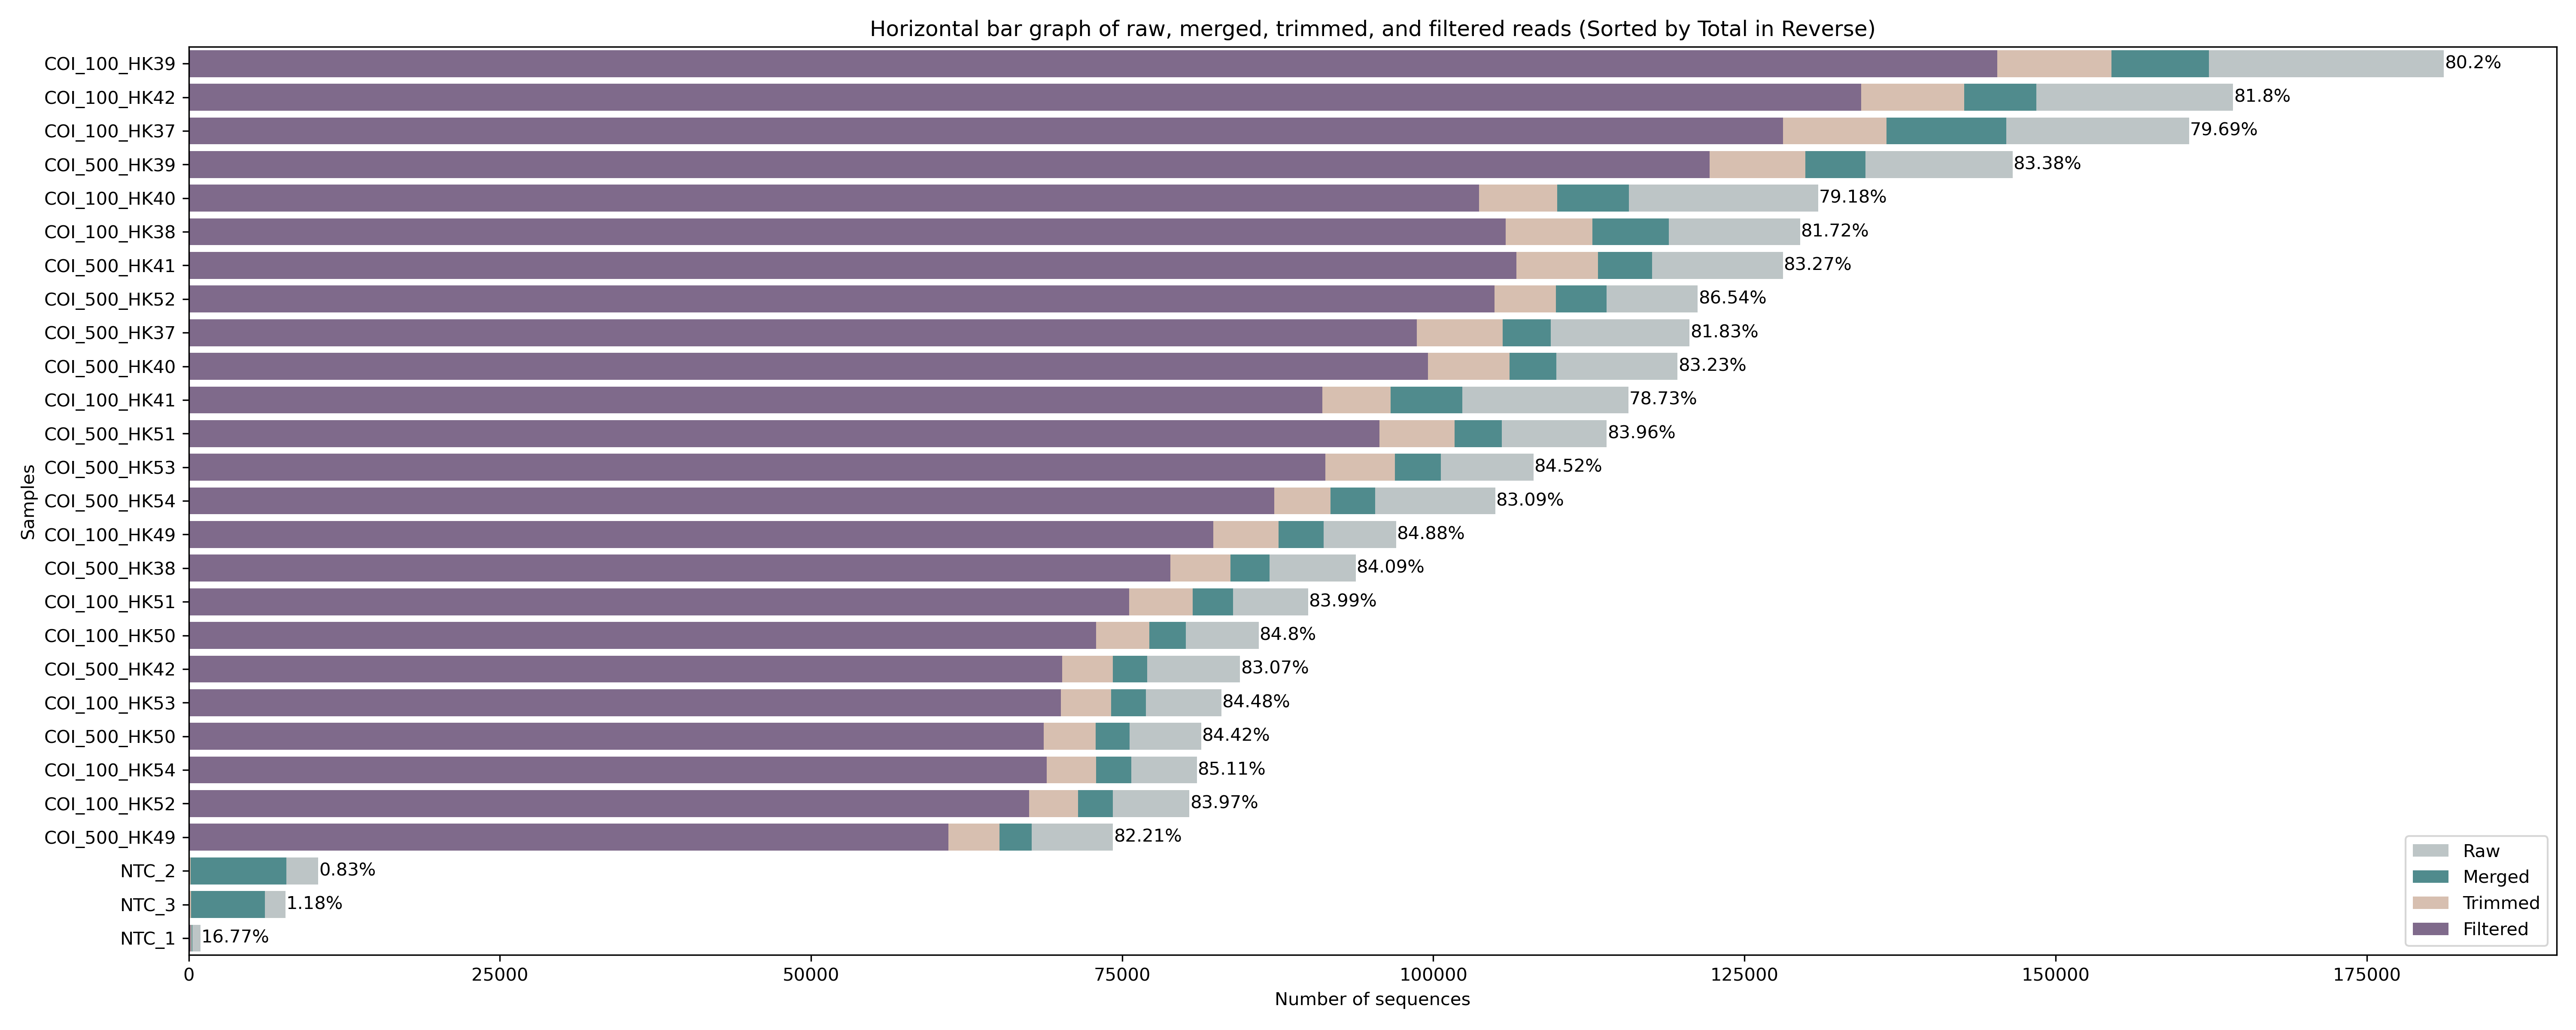 Horizontal bar graph of raw, merged, trimmed, and filtered reads (Sorted by Total in Reverse)
Samples
COI_100_HK39 80.2%
COI_100_HK42 81.8%
COI_100_HK37 79.69%
COI_500_HK39 83.38%
COI_100_HK40 79.18%
COI_100_HK38 81.72%
COI_500_HK41 83.27%
COI_500_HK52 86.54%
COI_500_HK37 81.83%
COI_500_HK40 83.23%
COI_100_HK41 78.73%
COI_500_HK51 83.96%
COI_500_HK53 84.52%
COI_500_HK54 83.09%
COI_100_HK49 84.88%
COI_500_HK38 84.09%
COI_100_HK51 83.99%
COI_100_HK50 84.8%
COI_500_HK42 83.07%
COI_100_HK53 84.48%
COI_500_HK50 84.42%
COI_100_HK54 85.11%
COI_100_HK52 83.97%
COI_500_HK49 82.21%
NTC_2 0.83%
NTC_3 1.18%
NTC_1 16.77%
Raw
Merged
Trimmed
Filtered
0 25000 50000 75000 100000 125000 150000 175000
Number of sequences